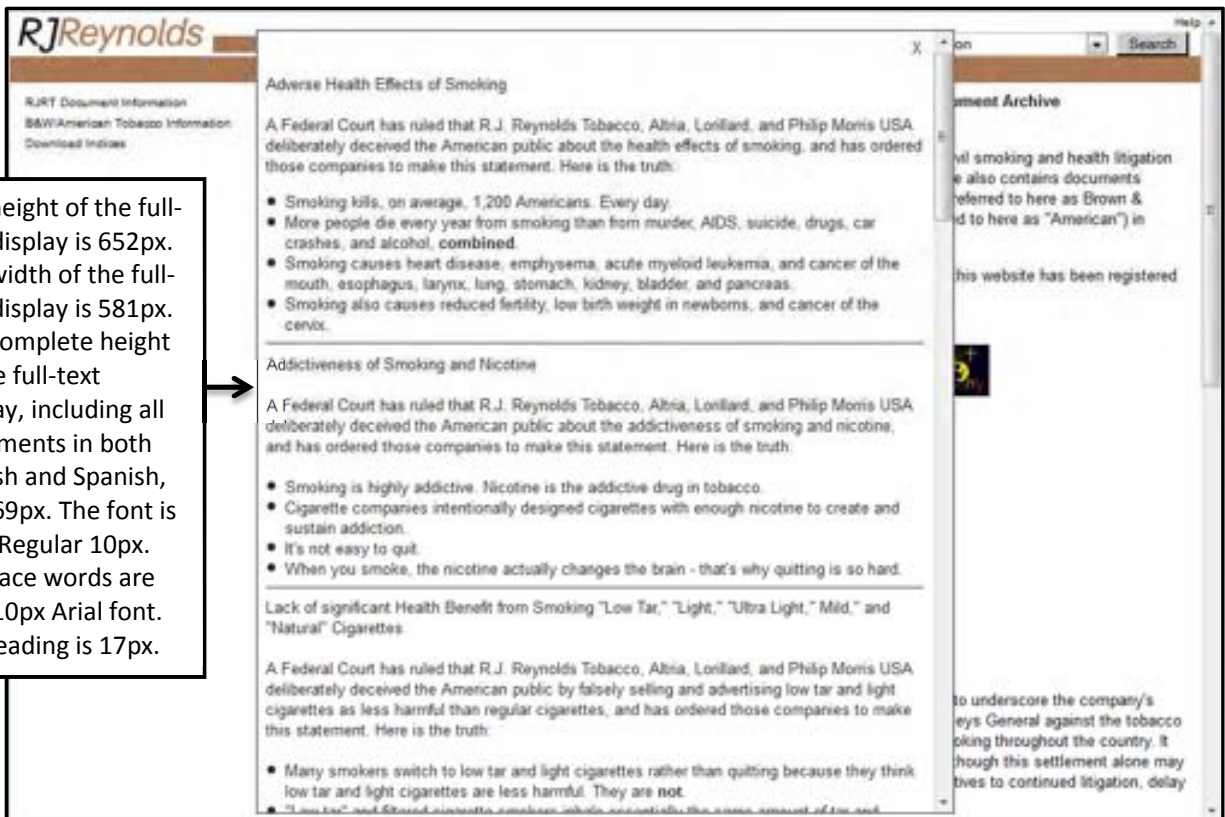 RJReynolds
Help
on
Search
RJRT Document Information
B&W/American Tobacco Information
Download Indices
eight of the full-
display is 652px.
width of the full-
display is 581px.
omplete height
e full-text
ay, including all
ments in both
sh and Spanish,
69px. The font is
Regular 10px.
ace words are
10px Arial font.
eading is 17px.
X
Adverse Health Effects of Smoking
A Federal Court has ruled that R.J. Reynolds Tobacco, Altria, Lorillard, and Philip Morris USA
deliberately deceived the American public about the health effects of smoking, and has ordered
those companies to make this statement. Here is the truth:
• Smoking kills, on average, 1,200 Americans. Every day.
• More people die every year from smoking than from murder, AIDS, suicide, drugs, car
crashes, and alcohol, combined.
• Smoking causes heart disease, emphysema, acute myeloid leukemia, and cancer of the
mouth, esophagus, larynx, lung, stomach, kidney, bladder, and pancreas.
• Smoking also causes reduced fertility, low birth weight in newborns, and cancer of the
cervix.
Addictiveness of Smoking and Nicotine
A Federal Court has ruled that R.J. Reynolds Tobacco, Altria, Lorillard, and Philip Morris USA
deliberately deceived the American public about the addictiveness of smoking and nicotine,
and has ordered those companies to make this statement. Here is the truth:
• Smoking is highly addictive. Nicotine is the addictive drug in tobacco.
• Cigarette companies intentionally designed cigarettes with enough nicotine to create and
sustain addiction.
• It's not easy to quit.
• When you smoke, the nicotine actually changes the brain - that's why quitting is so hard.
Lack of significant Health Benefit from Smoking "Low Tar," "Light," "Ultra Light," Mild," and
"Natural" Cigarettes
A Federal Court has ruled that R.J. Reynolds Tobacco, Altria, Lorillard, and Philip Morris USA
deliberately deceived the American public by falsely selling and advertising low tar and light
cigarettes as less harmful than regular cigarettes, and has ordered those companies to make
this statement. Here is the truth:
• Many smokers switch to low tar and light cigarettes rather than quitting because they think
low tar and light cigarettes are less harmful. They are not.
• "Low tar" and filtered cigarette smokers inhale essentially the same amount of tar and
ument Archive
vil smoking and health litigation
e also contains documents
referred to here as Brown &
d to here as "American") in
this website has been registered
to underscore the company's
eys General against the tobacco
oking throughout the country. It
though this settlement alone may
tives to continued litigation, delay